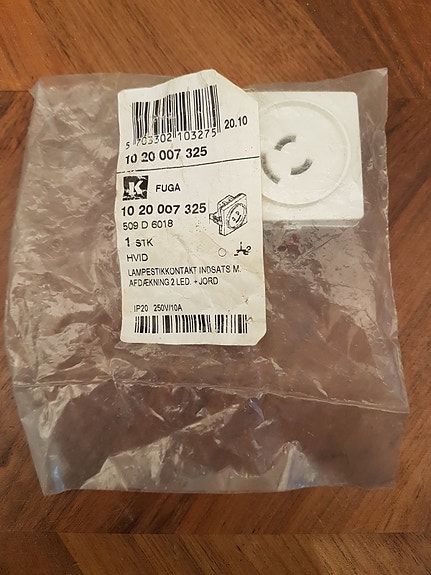 5 703302 103275
20.10
10 20 007 325
LK
FUGA
10 20 007 325
509 D 6018
1 STK
HVID
LAMPESTIKKONTAKT INDSATS M.
AFDÆKNING 2 LED. + JORD
IP20 250V/10A